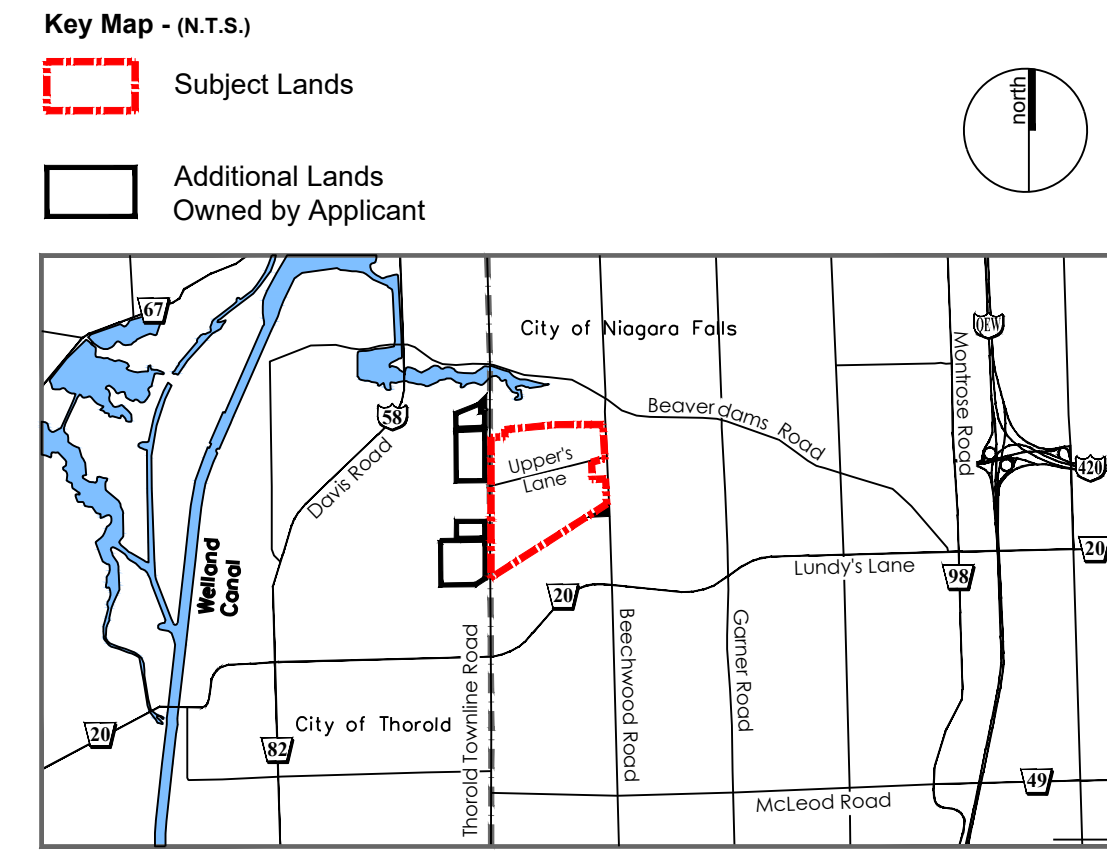 Key Map - (N.T.S.)
Subject Lands
north
Additional Lands
Owned by Applicant
67
City of Niagara Falls
QEW
Montrose Road
58
Beaverdams Road
Davis Road
Upper's
Lane
420
20
Welland
Canal
Lundy's Lane
98
20
Thorold Townline Road
Beechwood Road
Garner Road
20
City of Thorold
82
49
McLeod Road